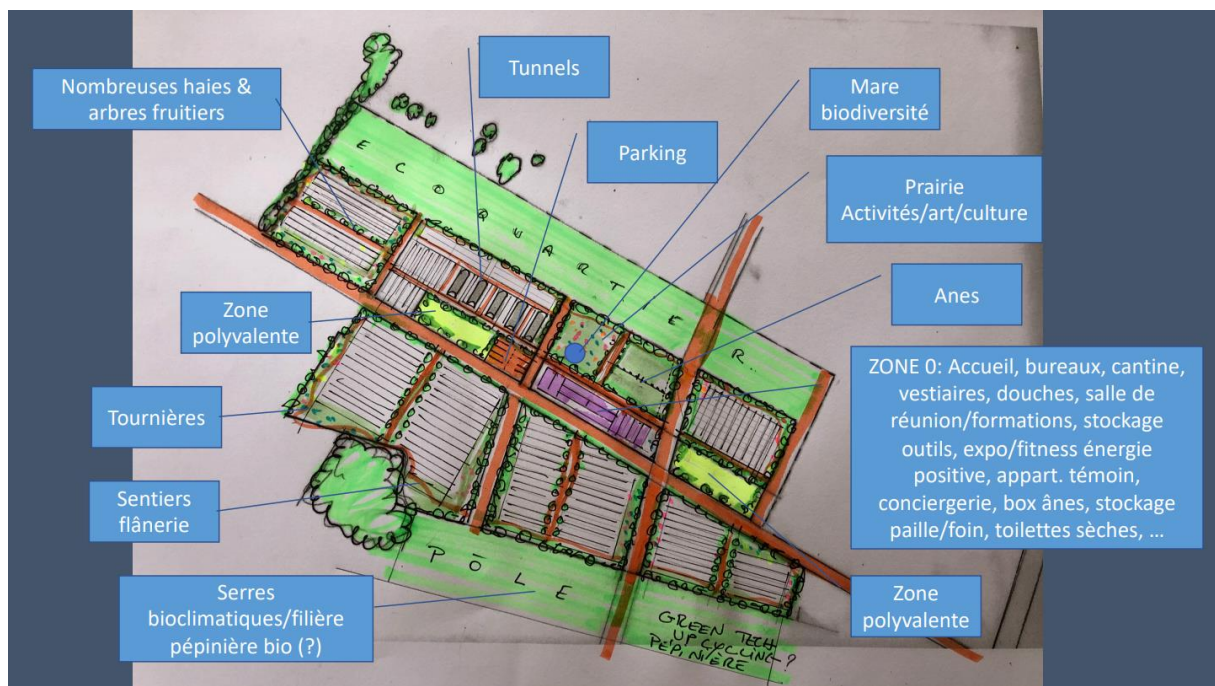 Nombreuses haies &
arbres fruitiers
Tunnels
Mare
biodiversité
Parking
Prairie
Activités/art/culture
Anes
Zone
polyvalente
ZONE 0: Accueil, bureaux, cantine,
vestiaires, douches, salle de
réunion/formations, stockage
outils, expo/fitness énergie
positive, appart. témoin,
conciergerie, box ânes, stockage
paille/foin, toilettes sèches, …
Tournières
Sentiers
flânerie
Serres
bioclimatiques/filière
pépinière bio (?)
Zone
polyvalente
ECOQUARTER
PŌLE
GREEN TECH
UPCYCLING ?
PÉPINIÈRE